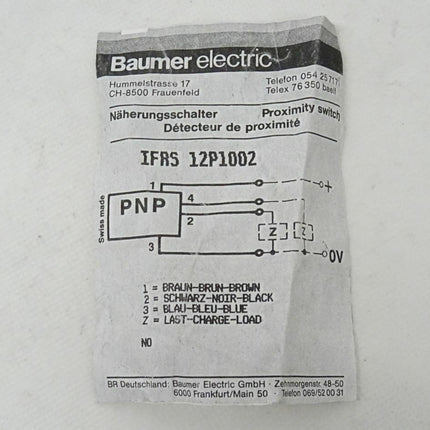 Baumer electric
Hummelstrasse 17
CH-8500 Frauenfeld
Telefon 054 25 717
Telex 76 350 baelf
Näherungsschalter
Proximity switch
Détecteur de proximité
IFRS 12P1002
1
+
4
PNP
2
Z
Z
Swiss made
3
0V
1 = BRAUN-BRUN-BROWN
2 = SCHWARZ-NOIR-BLACK
3 = BLAU-BLEU-BLUE
Z = LAST-CHARGE-LOAD
NO
BR Deutschland: Baumer Electric GmbH · Zehnmorgenstr. 48-50
6000 Frankfurt/Main 50 · Telefon 069/52 00 31